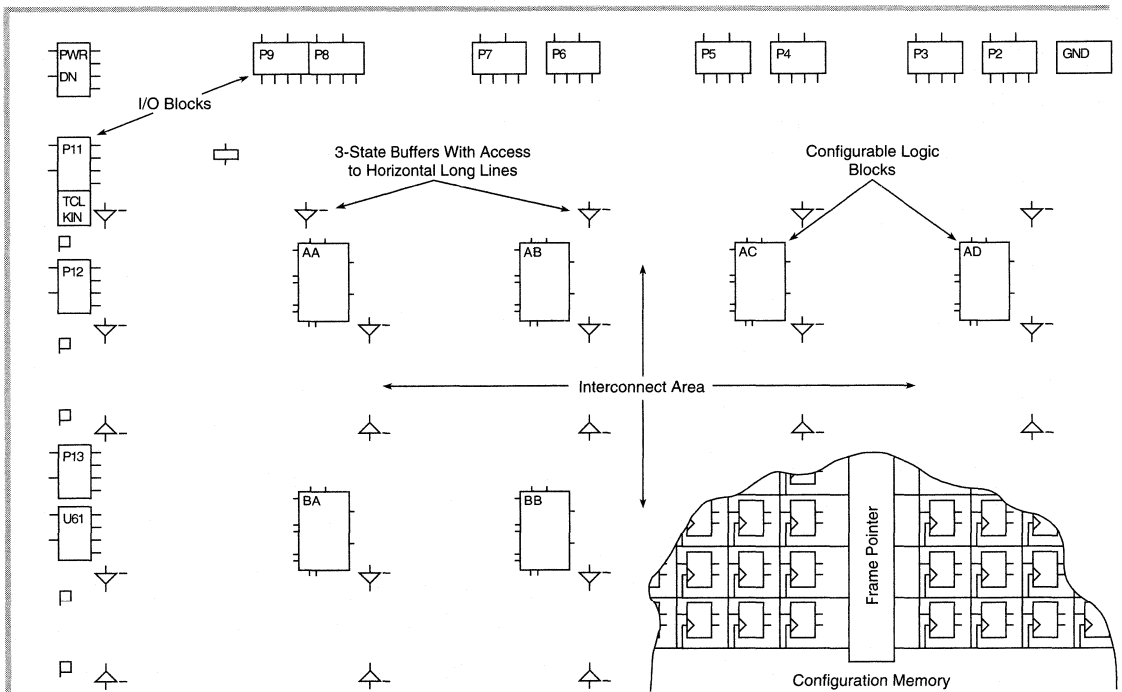 PWR
DN
P9 P8 P7 P6 P5 P4 P3 P2 GND
I/O Blocks
P11
TCL
KIN
3-State Buffers With Access
to Horizontal Long Lines
Configurable Logic
Blocks
P12
AA AB AC AD
Interconnect Area
P13
U61
BA BB
Frame Pointer
Configuration Memory